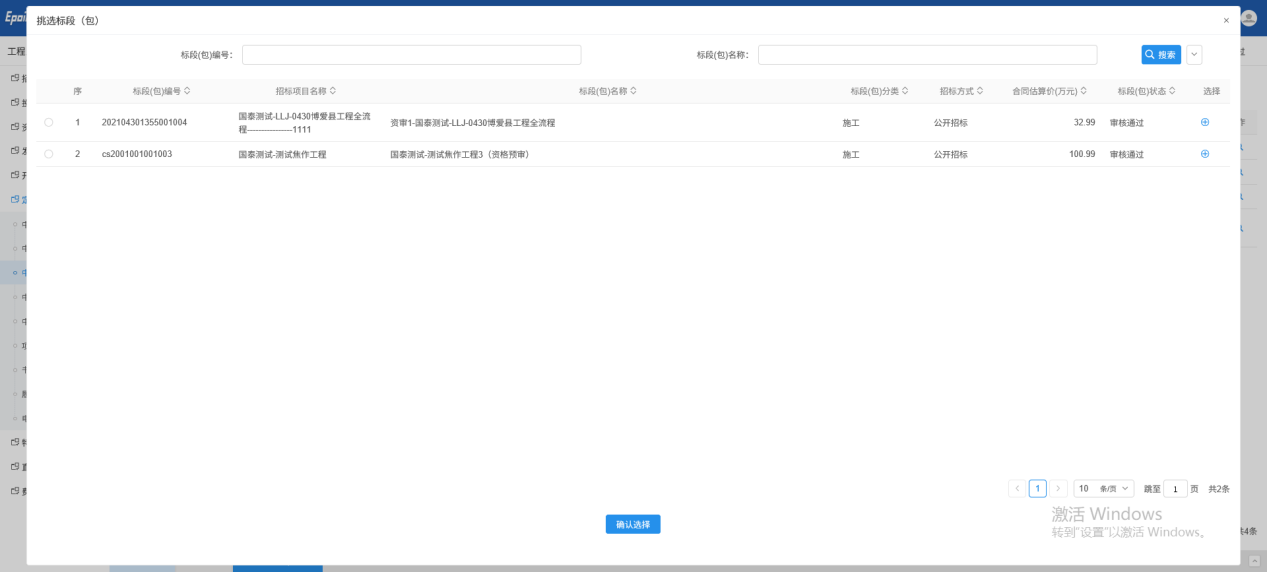 Epoi
挑选标段（包）
×
工程
标段(包)编号:
标段(包)名称:
搜索
序
标段(包)编号
招标项目名称
标段(包)名称
标段(包)分类
招标方式
合同估算价(万元)
标段(包)状态
选择
1
202104301355001004
国泰测试-LLJ-0430博爱县工程全流
程------------------1111
资审1-国泰测试-LLJ-0430博爱县工程全流程
施工
公开招标
32.99
审核通过
2
cs2001001001003
国泰测试-测试焦作工程
国泰测试-测试焦作工程3（资格预审）
施工
公开招标
100.99
审核通过
1
10 条/页
跳至 1 页
共2条
激活 Windows
转到"设置"以激活 Windows。
确认选择
共4条